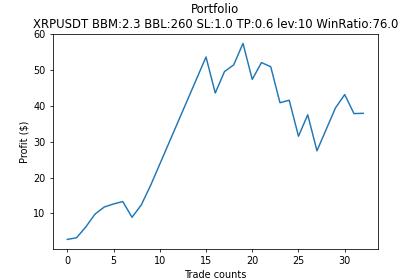 Portfolio
XRPUSDT BBM:2.3 BBL:260 SL:1.0 TP:0.6 lev:10 WinRatio:76.0
60
50
40
30
20
10
Profit ($)
0 5 10 15 20 25 30
Trade counts